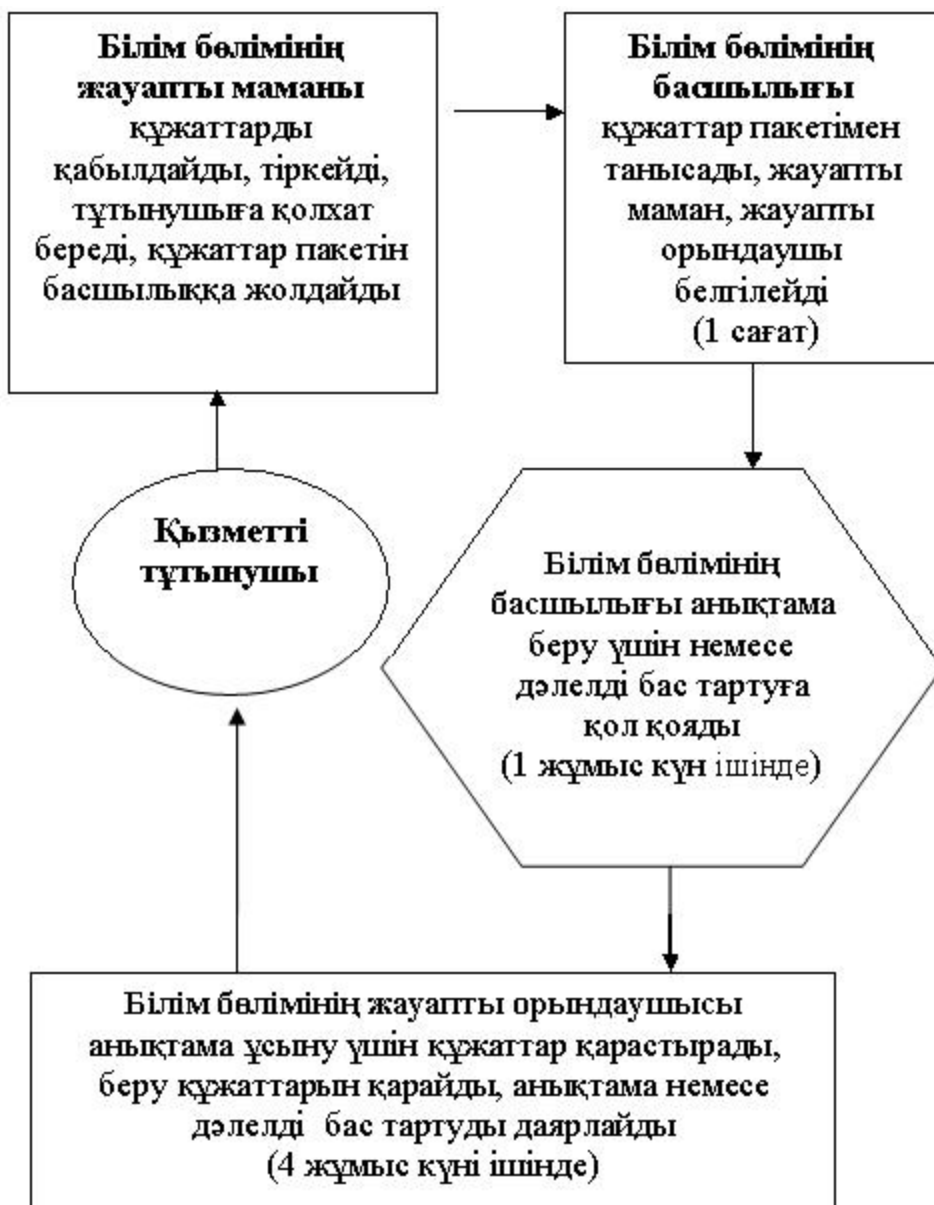 Білім бөлімінің
жауапты маманы
құжаттарды
қабылдайды, тіркейді,
тұтынушыға қолхат
береді, құжаттар пакетін
басшылыққа жолдайды
Білім бөлімінің
басшылығы
құжаттар пакетімен
танысады, жауапты
маман, жауапты
орындаушы
белгілейді
(1 сағат)
Қызметті
тұтынушы
Білім бөлімінің
басшылығы анықтама
беру үшін немесе
дәлелді бас тартуға
қол қояды
(1 жұмыс күн ішінде)
Білім бөлімінің жауапты орындаушысы
анықтама ұсыну үшін құжаттар қарастырады,
беру құжаттарын қарайды, анықтама немесе
дәлелді бас тартуды даярлайды
(4 жұмыс күні ішінде)